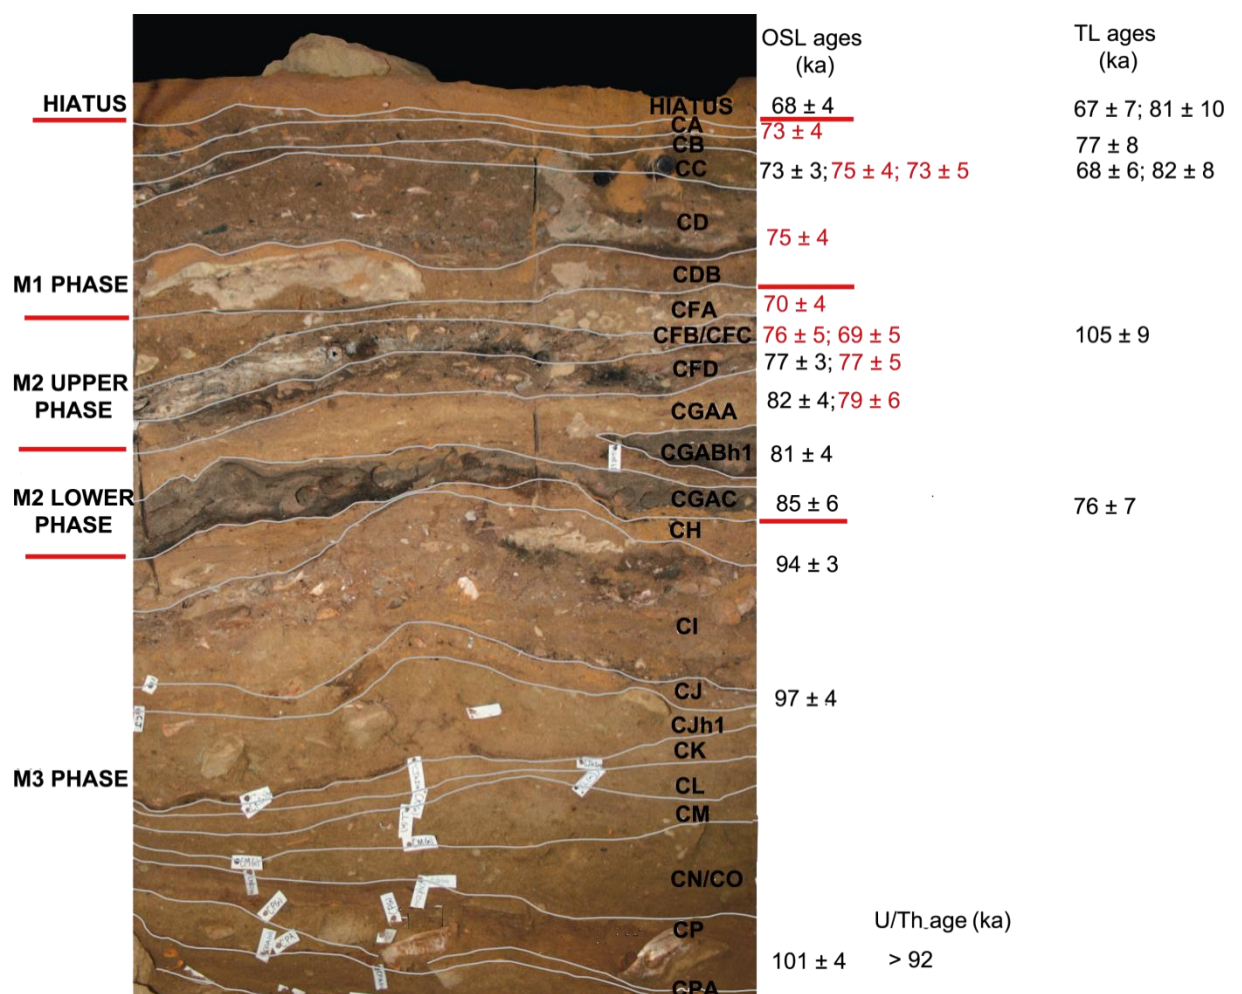 OSL ages
(ka)
TL ages
(ka)
HIATUS
HIATUS
68 ± 4
67 ± 7; 81 ± 10
CA
73 ± 4
CB
77 ± 8
CC
73 ± 3; 75 ± 4; 73 ± 5
68 ± 6; 82 ± 8
CD
75 ± 4
CDB
M1 PHASE
CFA
70 ± 4
CFB/CFC
76 ± 5; 69 ± 5
105 ± 9
CFD
77 ± 3; 77 ± 5
M2 UPPER
PHASE
82 ± 4; 79 ± 6
CGAA
CGABh1
81 ± 4
M2 LOWER
PHASE
CGAC
85 ± 6
76 ± 7
CH
94 ± 3
CI
CJ
97 ± 4
CJh1
CK
M3 PHASE
CL
CM
CN/CO
CP
U/Th age (ka)
101 ± 4
> 92
CPA
CPA